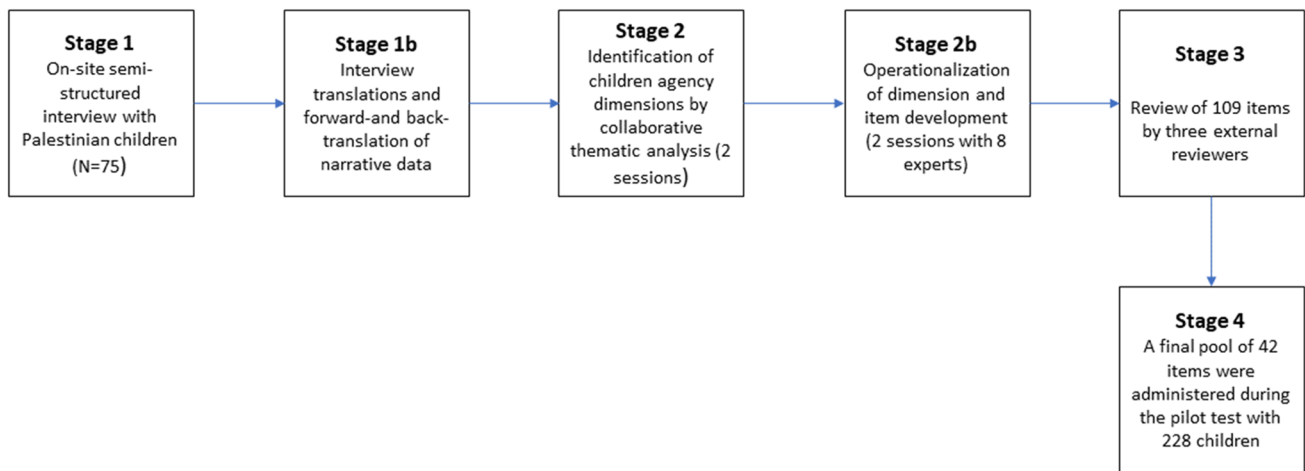 Stage 1
On-site semi-
structured
interview with
Palestinian children
(N=75)
Stage 1b
Interview
translations and
forward-and back-
translation of
narrative data
Stage 2
Identification of
children agency
dimensions by
collaborative
thematic analysis (2
sessions)
Stage 2b
Operationalization
of dimension and
item development
(2 sessions with 8
experts)
Stage 3
Review of 109 items
by three external
reviewers
Stage 4
A final pool of 42
items were
administered during
the pilot test with
228 children